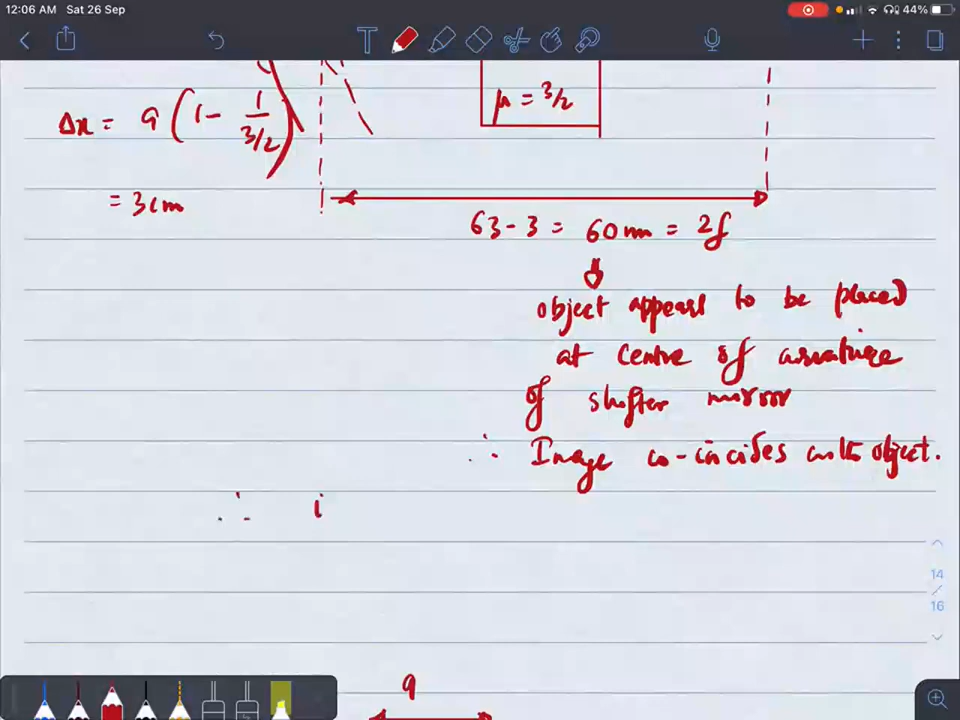 12:06 AM Sat 26 Sep 44%
T
Δx = 9 (1 - 1/3/2)
μ = 3/2
= 3cm
63 - 3 = 60 cm = 2f
object appears to be placed
at centre of curvature
of shifter mirror
∴ Image co-incides with object.
∴ i
14
/
16
9